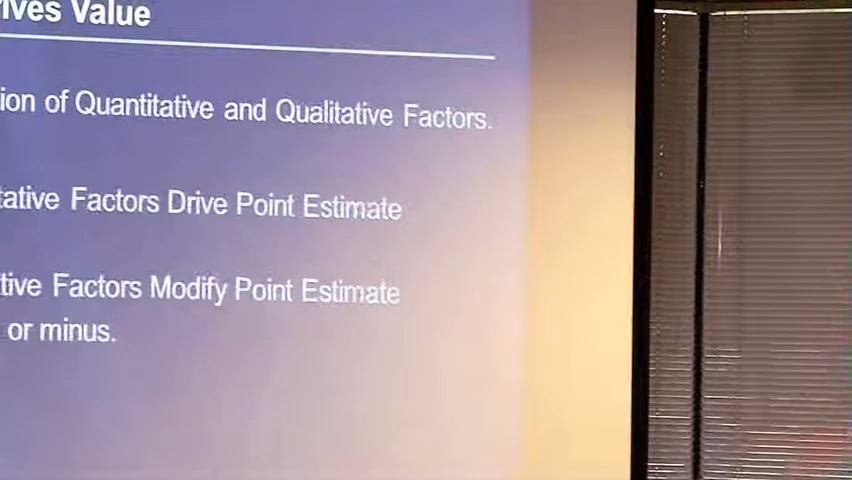 ives Value
ion of Quantitative and Qualitative Factors.
tative Factors Drive Point Estimate
tive Factors Modify Point Estimate
or minus.